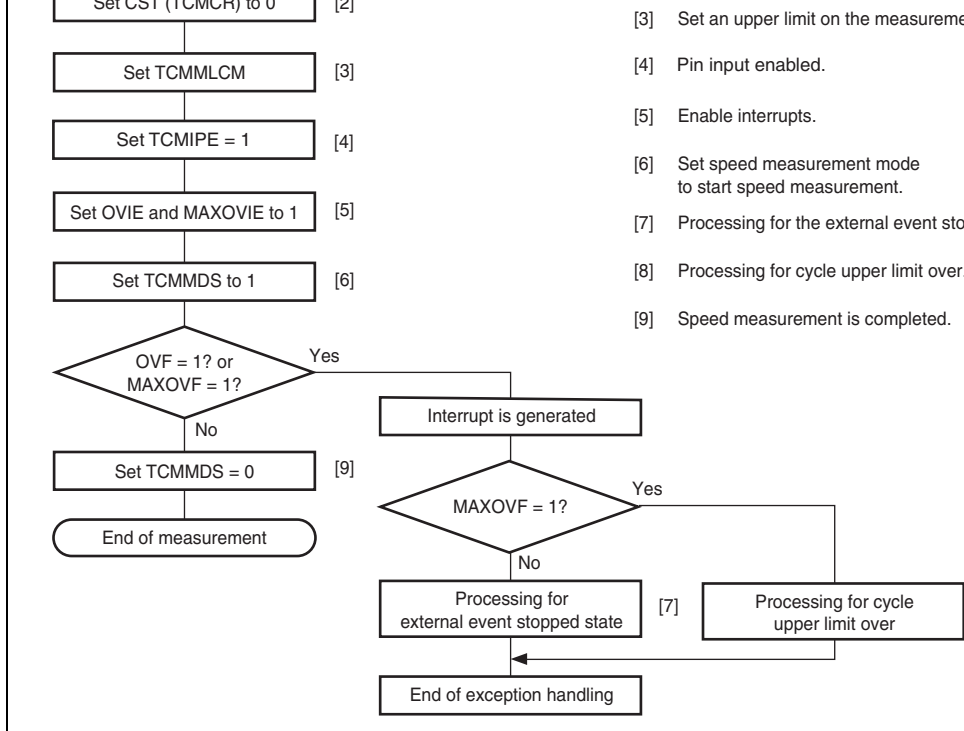 Set CST (TCMCR) to 0
[2]
Set TCMMLCM
[3]
Set TCMIPE = 1
[4]
Set OVIE and MAXOVIE to 1
[5]
Set TCMMDS to 1
[6]
OVF = 1? or
MAXOVF = 1?
Yes
No
Set TCMMDS = 0
[9]
End of measurement
Interrupt is generated
MAXOVF = 1?
Yes
No
Processing for
external event stopped state
[7]
Processing for cycle
upper limit over
End of exception handling
[3] Set an upper limit on the
[4] Pin input enabled.
[5] Enable interrupts.
[6] Set speed measurement mode
to start speed measurement.
[7] Processing for the external event
[8] Processing for cycle upper limit over.
[9] Speed measurement is completed.